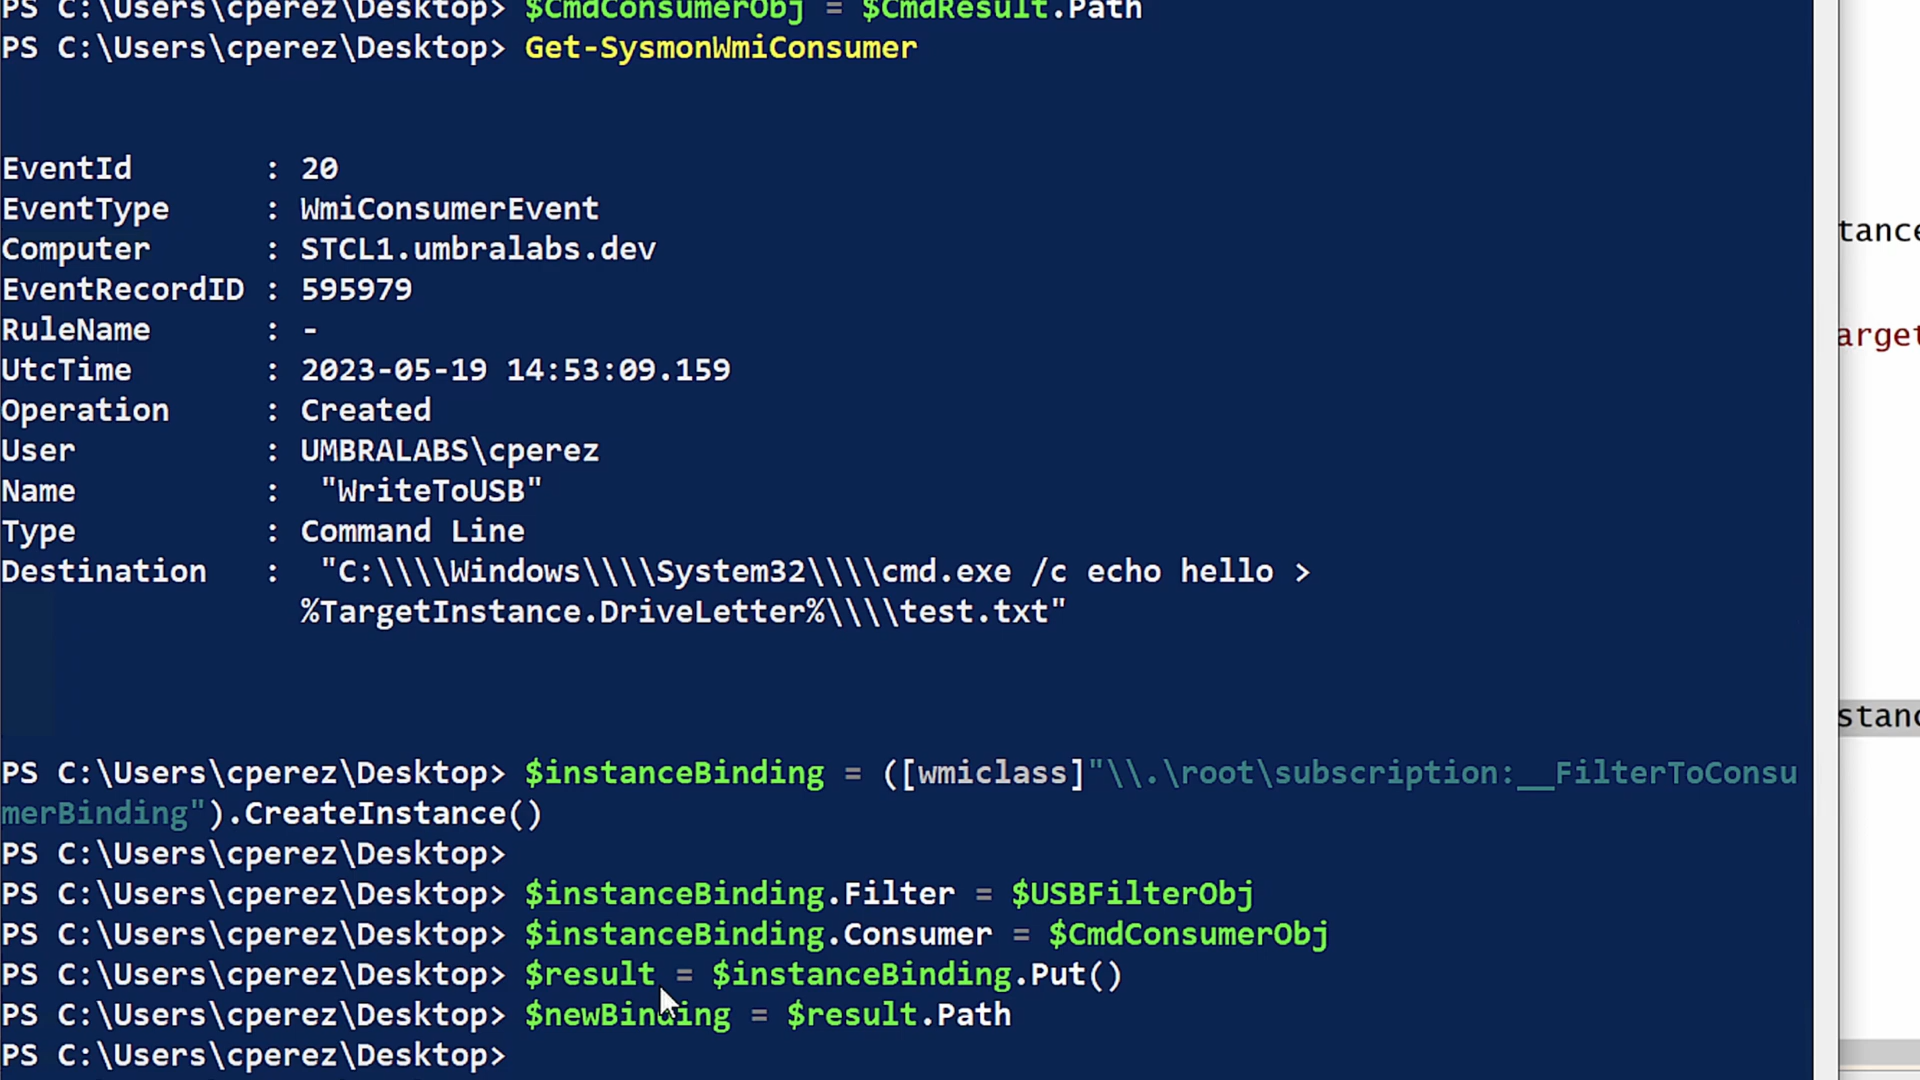 PS C:\Users\cperez\Desktop> $CmdConsumerObj = $CmdResult.Path
PS C:\Users\cperez\Desktop> Get-SysmonWmiConsumer
EventId       : 20
EventType     : WmiConsumerEvent
Computer      : STCL1.umbralabs.dev
EventRecordID : 595979
RuleName      : -
UtcTime       : 2023-05-19 14:53:09.159
Operation     : Created
User          : UMBRALABS\cperez
Name          :  "WriteToUSB"
Type          : Command Line
Destination   :  "C:\\\\Windows\\\\System32\\\\cmd.exe /c echo hello >
%TargetInstance.DriveLetter%\\\\test.txt"
PS C:\Users\cperez\Desktop> $instanceBinding = ([wmiclass]"\\.\root\subscription:__FilterToConsu
merBinding").CreateInstance()
PS C:\Users\cperez\Desktop>
PS C:\Users\cperez\Desktop> $instanceBinding.Filter = $USBFilterObj
PS C:\Users\cperez\Desktop> $instanceBinding.Consumer = $CmdConsumerObj
PS C:\Users\cperez\Desktop> $result = $instanceBinding.Put()
PS C:\Users\cperez\Desktop> $newBinding = $result.Path
PS C:\Users\cperez\Desktop>
tance
arget
stanc